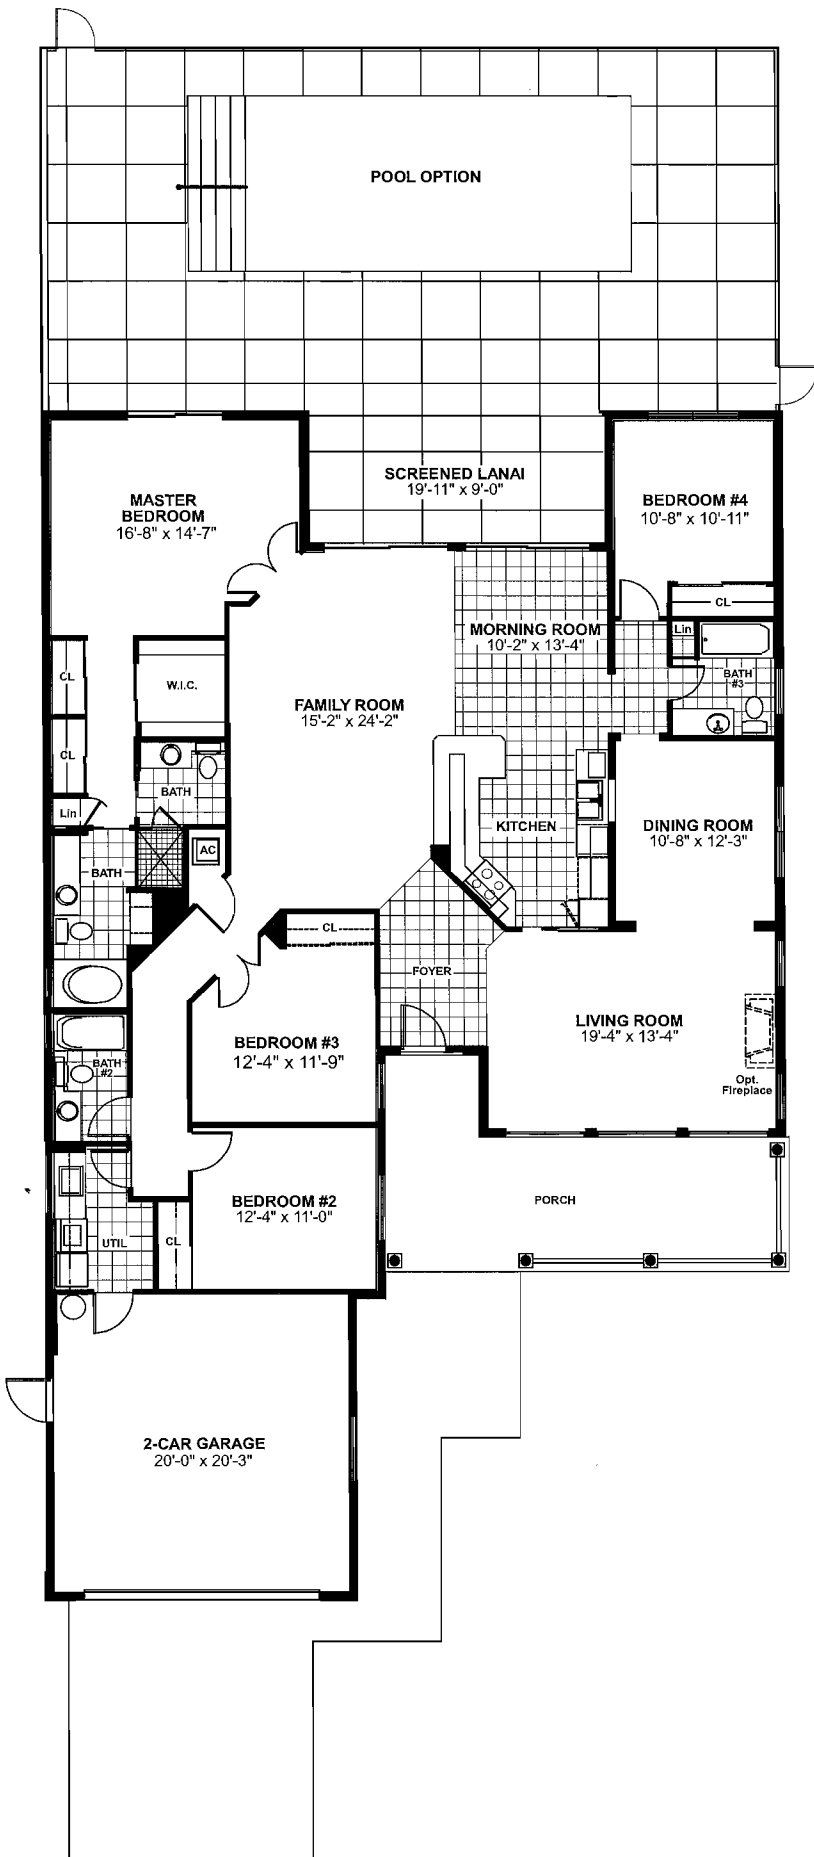 POOL OPTION
SCREENED LANAI
19'-11" x 9'-0"
MASTER
BEDROOM
16'-8" x 14'-7"
BEDROOM #4
10'-8" x 10'-11"
CL
MORNING ROOM
10'-2" x 13'-4"
Lin
BATH
#3
CL
W.I.C.
FAMILY ROOM
15'-2" x 24'-2"
CL
BATH
Lin
KITCHEN
DINING ROOM
10'-8" x 12'-3"
AC
BATH
CL
FOYER
LIVING ROOM
19'-4" x 13'-4"
BEDROOM #3
12'-4" x 11'-9"
BATH
#2
Opt.
Fireplace
BEDROOM #2
12'-4" x 11'-0"
PORCH
UTIL
CL
2-CAR GARAGE
20'-0" x 20'-3"